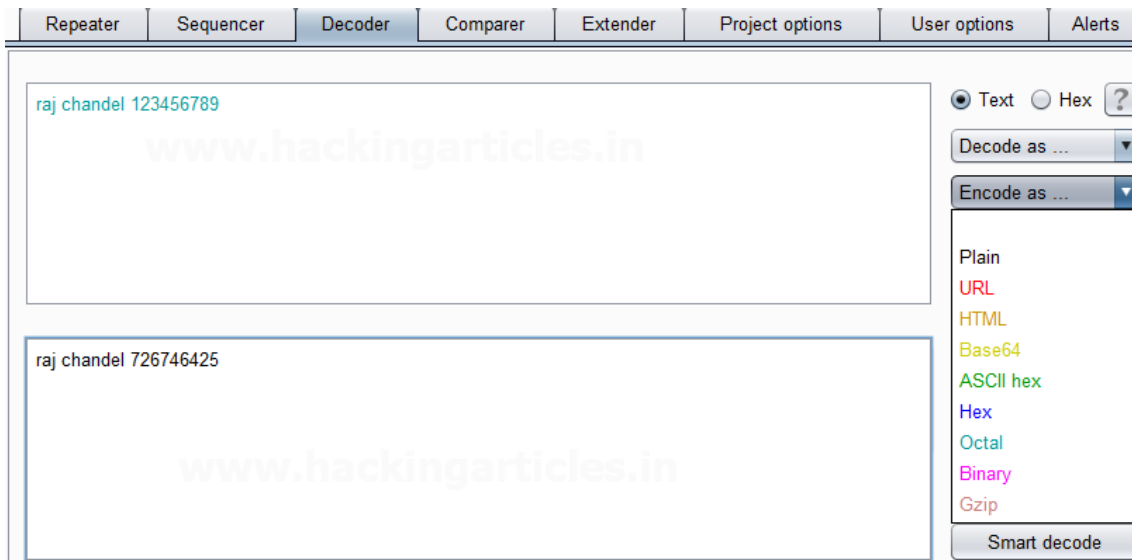 Repeater Sequencer Decoder Comparer Extender Project options User options Alerts
raj chandel 123456789
www.hackingarticles.in
Text Hex ?
Decode as ...
Encode as ...
Plain
URL
HTML
Base64
ASCII hex
Hex
Octal
Binary
Gzip
Smart decode
raj chandel 726746425
www.hackingarticles.in